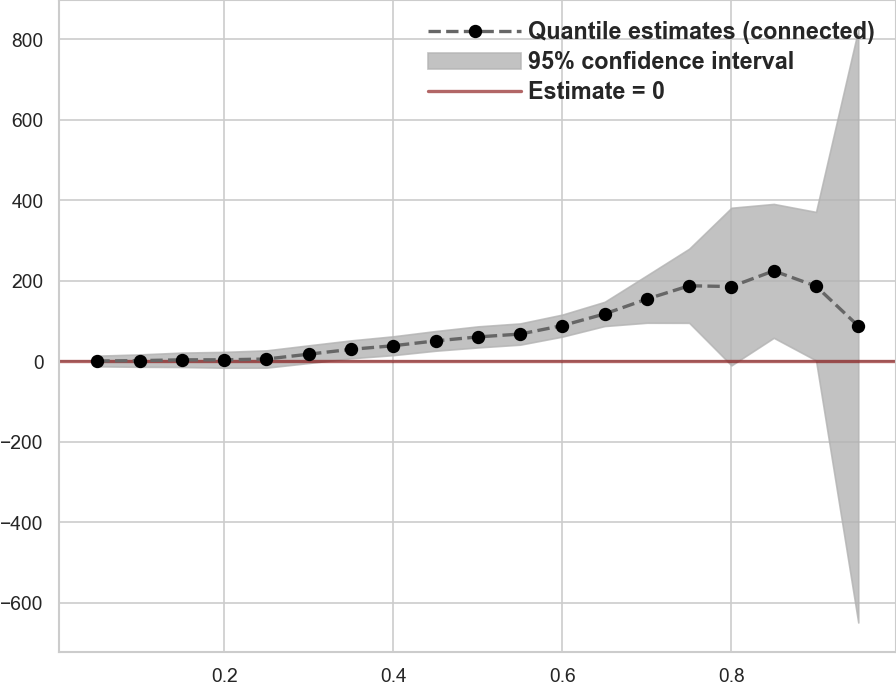 Quantile estimates (connected)
95% confidence interval
Estimate = 0
800
600
400
200
0
−200
−400
−600
0.2 0.4 0.6 0.8